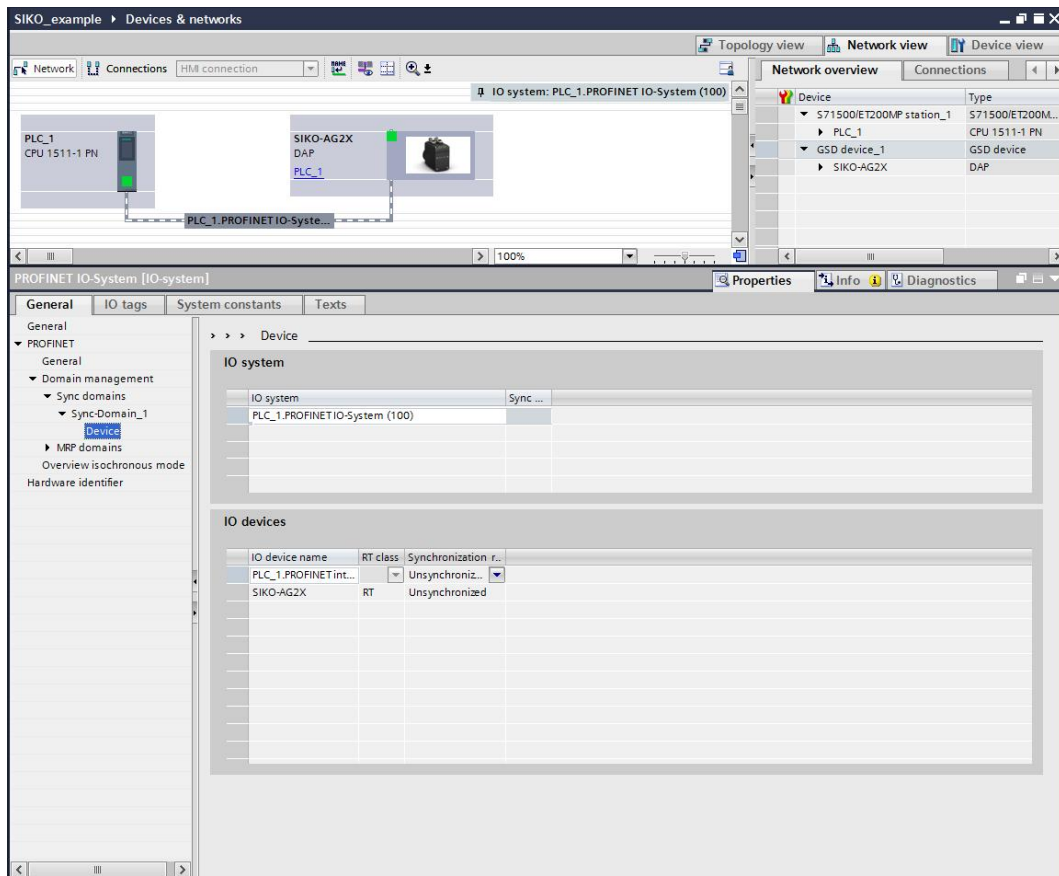 SIKO_example ▸ Devices & networks
Topology view
Network view
Device view
Network
Connections
HMI connection
100%
IO system: PLC_1.PROFINET IO-System (100)
PLC_1
CPU 1511-1 PN
SIKO-AG2X
DAP
PLC_1
PLC_1.PROFINET IO-Syste...
Network overview
Connections
Device
Type
S71500/ET200MP station_1
S71500/ET200M...
PLC_1
CPU 1511-1 PN
GSD device_1
GSD device
SIKO-AG2X
DAP
PROFINET IO-System [IO-system]
Properties
Info
Diagnostics
General
IO tags
System constants
Texts
General
PROFINET
General
Domain management
Sync domains
Sync-Domain_1
Device
MRP domains
Overview isochronous mode
Hardware identifier
> > > Device
IO system
IO system
Sync ...
PLC_1.PROFINET IO-System (100)
IO devices
IO device name
RT class
Synchronization r..
PLC_1.PROFINET int...
Unsynchroniz...
SIKO-AG2X
RT
Unsynchronized